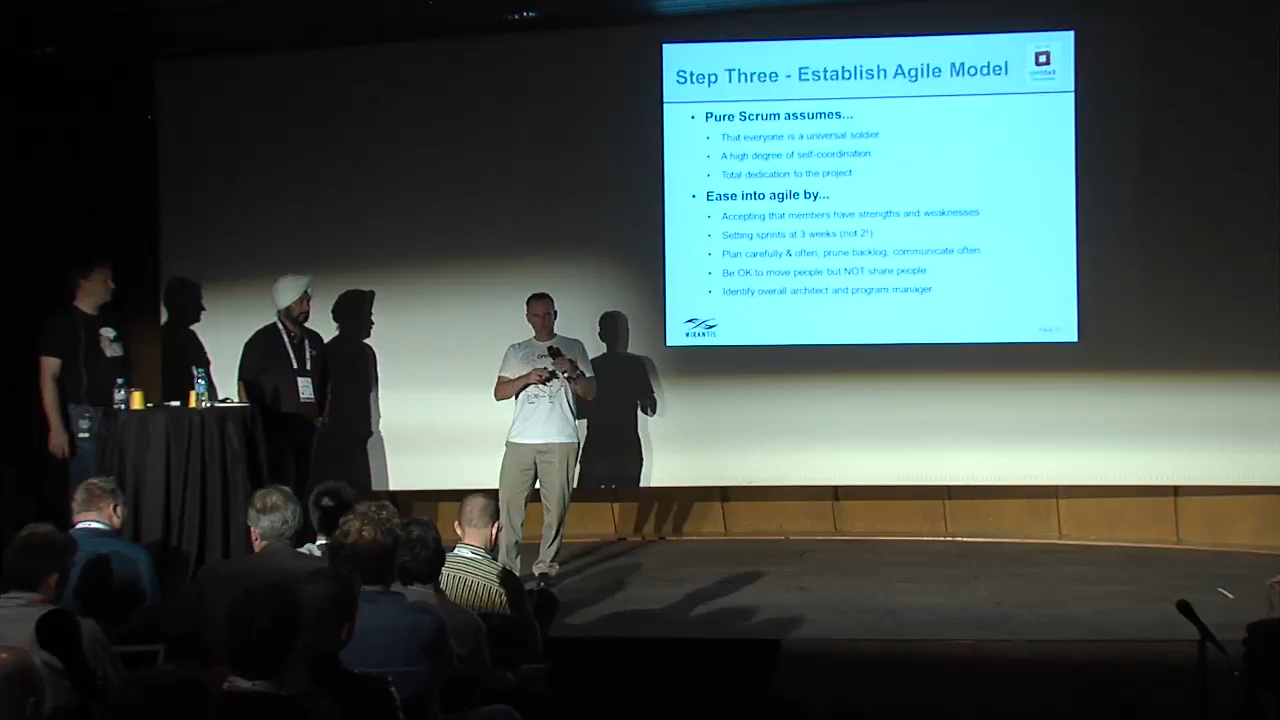 Step Three - Establish Agile Model
• Pure Scrum assumes...
• That everyone is a universal soldier
• A high degree of self-coordination
• Total dedication to the project
• Ease into agile by...
• Accepting that members have strengths and weaknesses
• Setting sprints at 3 weeks (not 2!)
• Plan carefully & often, prune backlog, communicate often
• Be OK to move people but NOT share people
• Identify overall architect and program manager
MIRANTIS